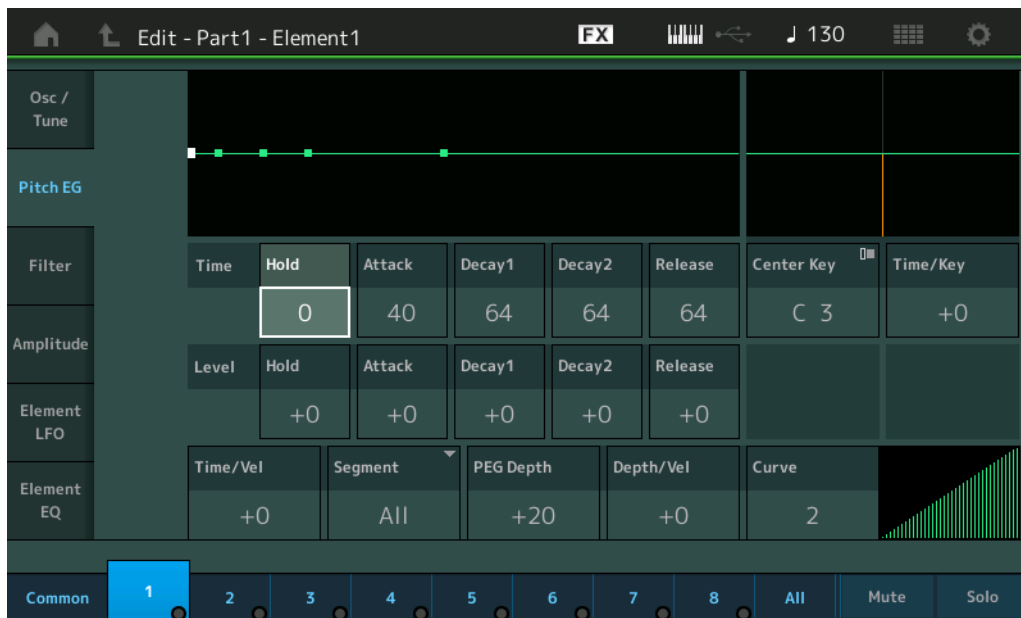 Edit - Part1 - Element1 FX ♩ 130
Osc /
Tune
Pitch EG
Filter
Amplitude
Element
LFO
Element
EQ
Time Hold Attack Decay1 Decay2 Release Center Key Time/Key
0 40 64 64 64 C 3 +0
Level Hold Attack Decay1 Decay2 Release
+0 +0 +0 +0 +0
Time/Vel Segment PEG Depth Depth/Vel Curve
+0 All +20 +0 2
Common 1 2 3 4 5 6 7 8 All Mute Solo